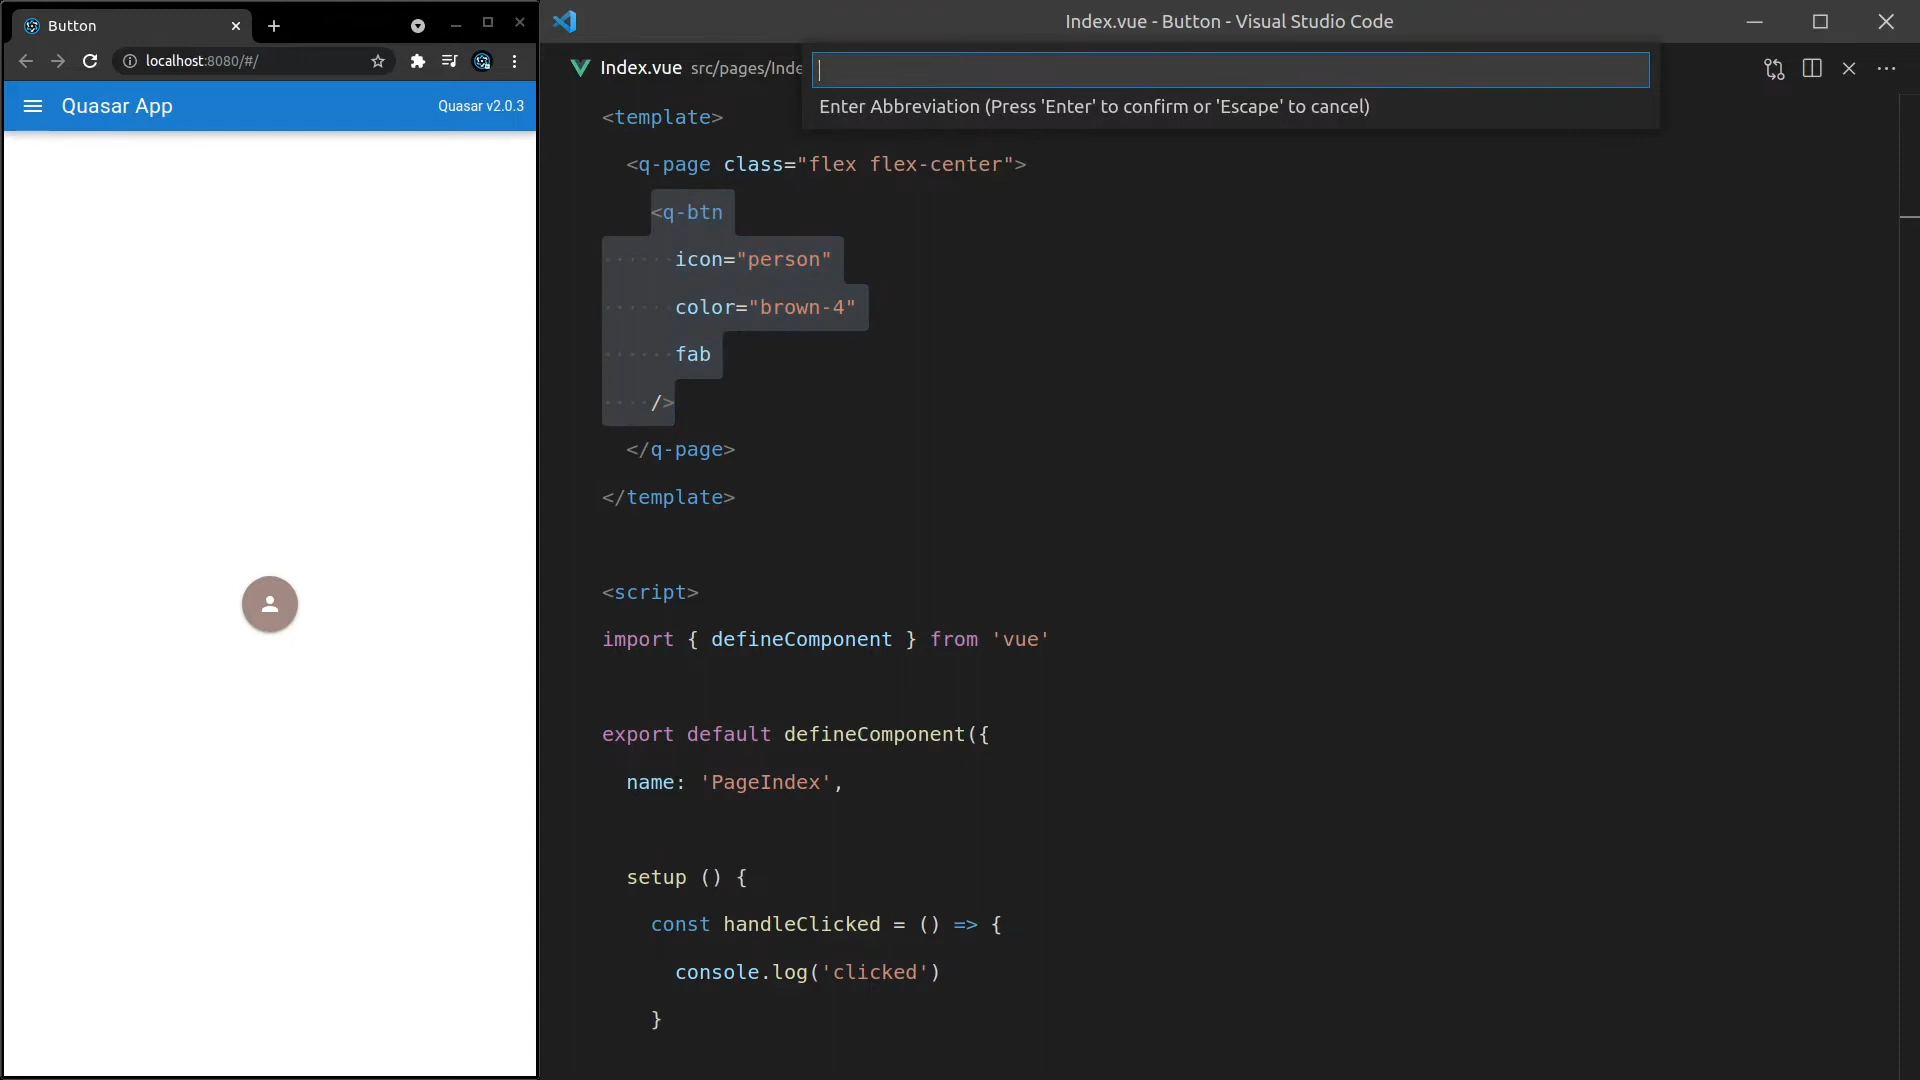 Button
localhost:8080/#/
Quasar App
Quasar v2.0.3
Index.vue - Button - Visual Studio Code
Index.vue src/pages/Inde
Enter Abbreviation (Press 'Enter' to confirm or 'Escape' to cancel)
<template>
<q-page class="flex flex-center">
<q-btn
icon="person"
color="brown-4"
fab
/>
</q-page>
</template>
<script>
import { defineComponent } from 'vue'
export default defineComponent({
name: 'PageIndex',
setup () {
const handleClicked = () => {
console.log('clicked')
}